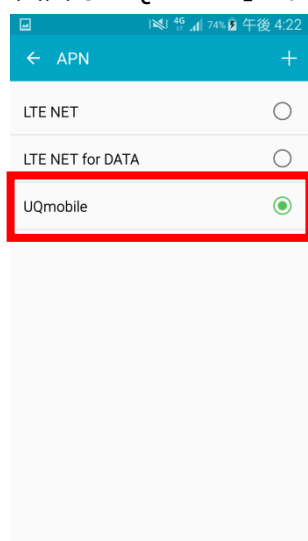 4G 74% 午後 4:22
← APN +
LTE NET
LTE NET for DATA
UQmobile